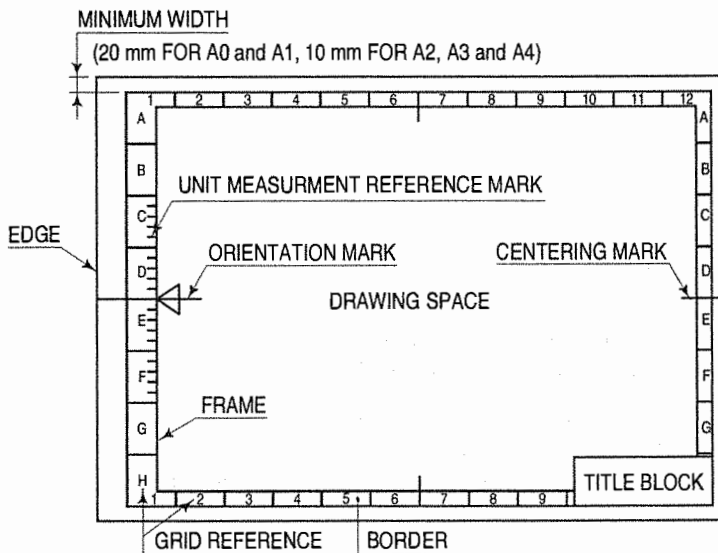 MINIMUM WIDTH
(20 mm FOR A0 and A1, 10 mm FOR A2, A3 and A4)
1 2 3 4 5 6 7 8 9 10 11 12
A A
B B
UNIT MEASURMENT REFERENCE MARK
C C
EDGE
ORIENTATION MARK CENTERING MARK
D D
DRAWING SPACE
E E
F F
FRAME
G G
H TITLE BLOCK
1 2 3 4 5 6 7 8 9
GRID REFERENCE BORDER